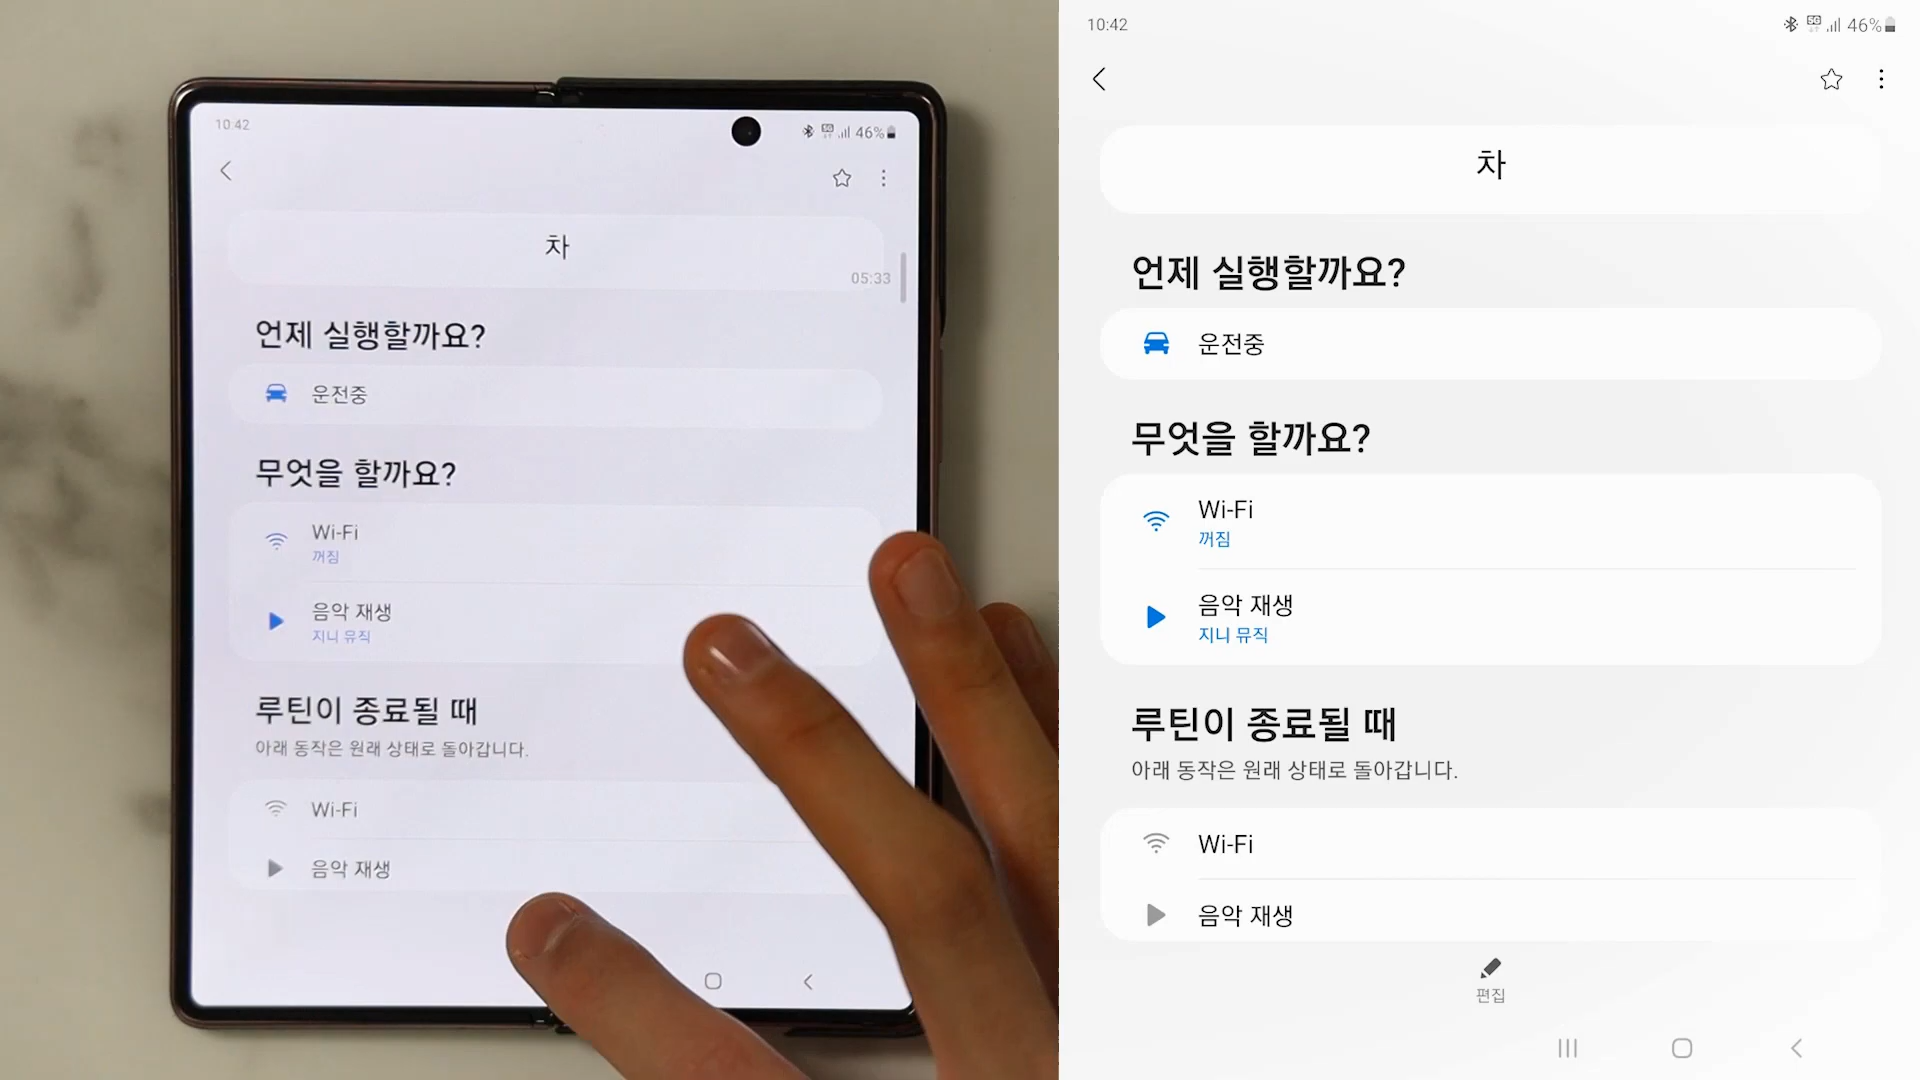 10:42
46%
차
05:33
언제 실행할까요?
운전중
무엇을 할까요?
Wi-Fi
꺼짐
음악 재생
지니 뮤직
루틴이 종료될 때
아래 동작은 원래 상태로 돌아갑니다.
Wi-Fi
음악 재생
10:42
5G
46%
차
언제 실행할까요?
운전중
무엇을 할까요?
Wi-Fi
꺼짐
음악 재생
지니 뮤직
루틴이 종료될 때
아래 동작은 원래 상태로 돌아갑니다.
Wi-Fi
음악 재생
편집